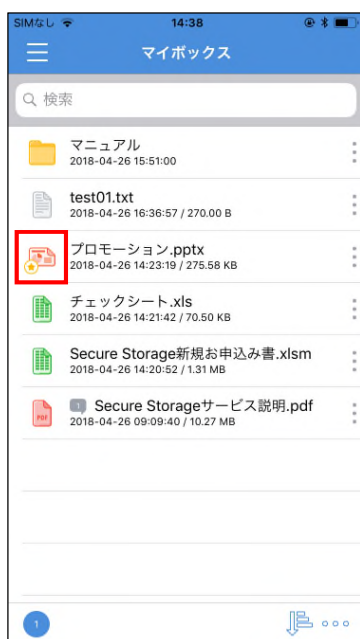 SIMなし 14:38
マイボックス
検索
マニュアル
2018-04-26 15:51:00
test01.txt
2018-04-26 16:36:57 / 270.00 B
プロモーション.pptx
2018-04-26 14:23:19 / 275.58 KB
チェックシート.xls
2018-04-26 14:21:42 / 70.50 KB
Secure Storage新規お申込み書.xlsm
2018-04-26 14:20:52 / 1.31 MB
1 Secure Storageサービス説明.pdf
PDF
2018-04-26 09:09:40 / 10.27 MB
1